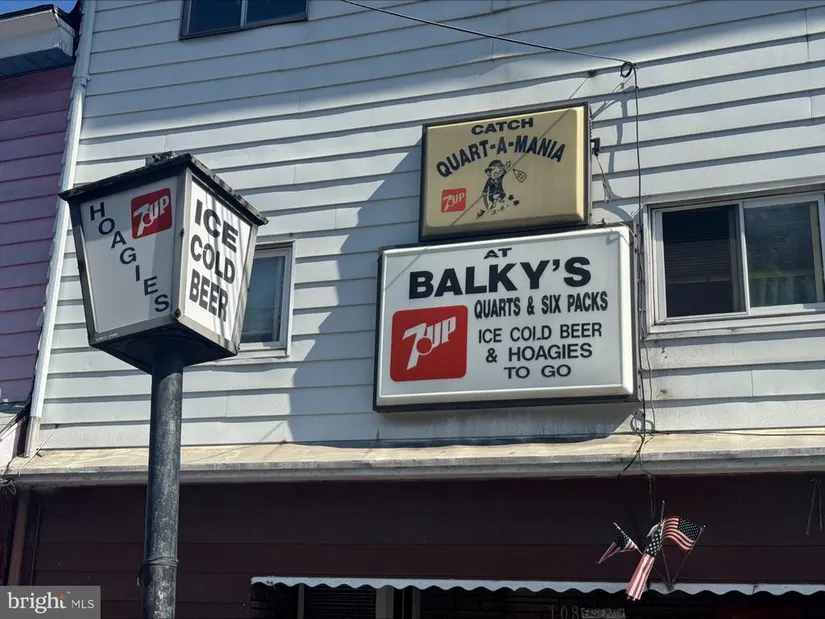 HOAGIES
7UP
ICE
COLD
BEER
CATCH
QUART-A-MANIA
7UP
AT
BALKY'S
QUARTS & SIX PACKS
7UP
ICE COLD BEER
& HOAGIES
TO GO
108
bright MLS